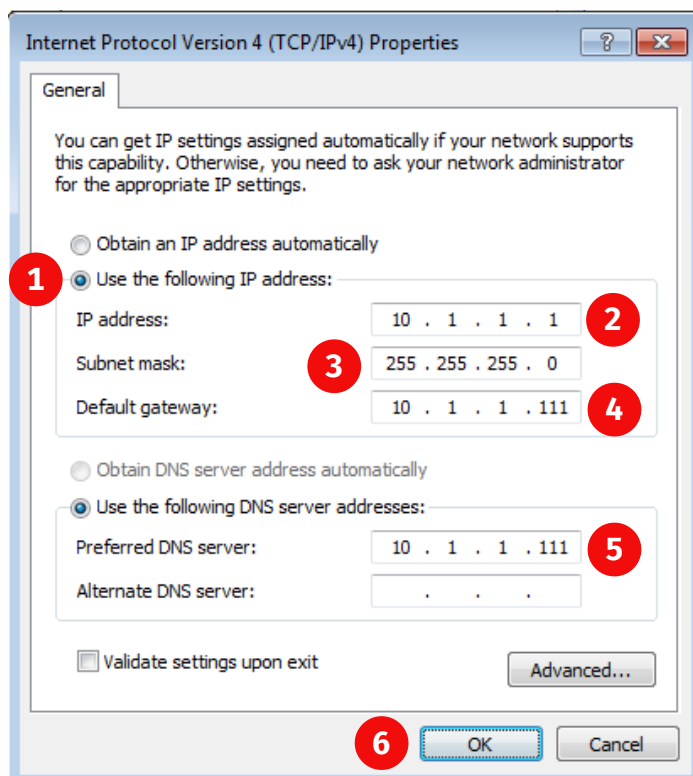 Internet Protocol Version 4 (TCP/IPv4) Properties
General
You can get IP settings assigned automatically if your network supports
this capability. Otherwise, you need to ask your network administrator
for the appropriate IP settings.
Obtain an IP address automatically
1 Use the following IP address:
IP address: 10 . 1 . 1 . 1 2
Subnet mask: 3 255 . 255 . 255 . 0
Default gateway: 10 . 1 . 1 . 111 4
Obtain DNS server address automatically
Use the following DNS server addresses:
Preferred DNS server: 10 . 1 . 1 . 111 5
Alternate DNS server: . . .
Validate settings upon exit
Advanced...
6 OK Cancel